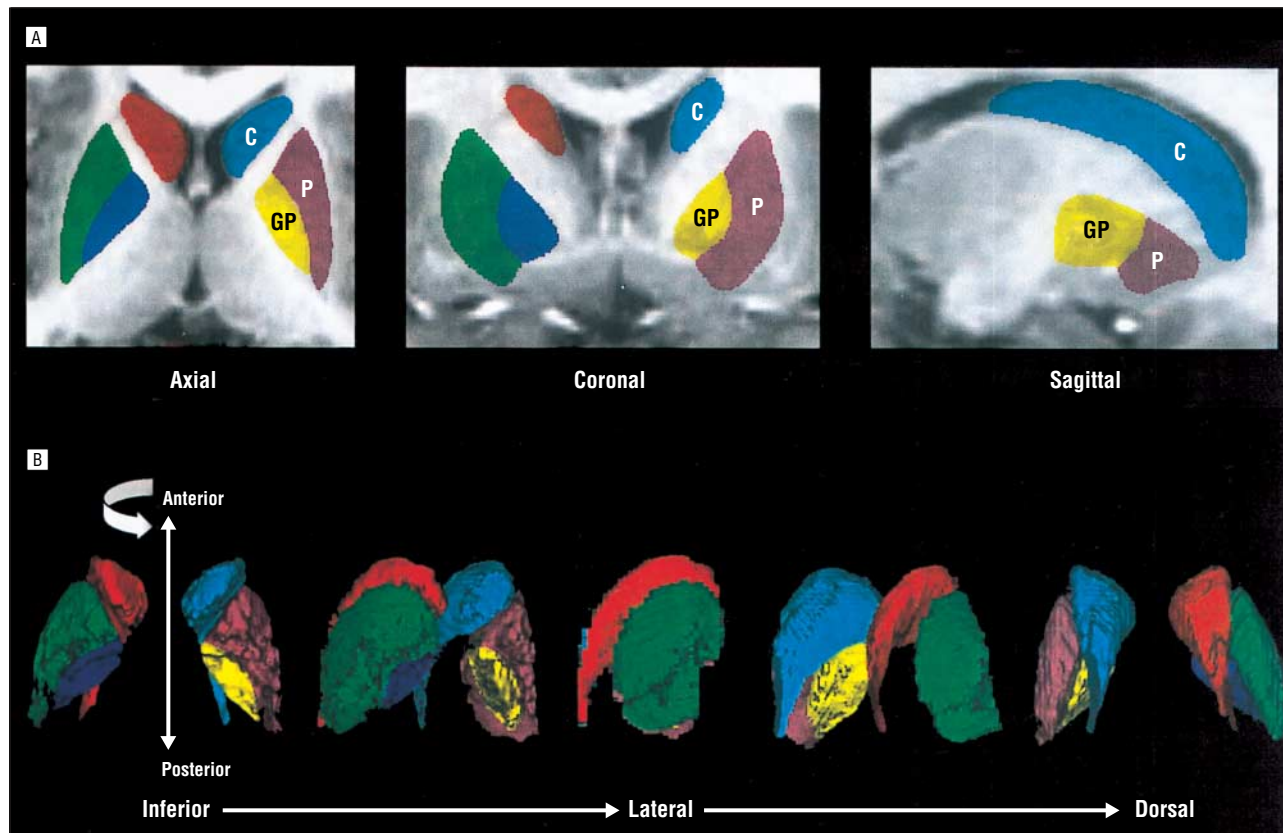 A
C
P
GP
C
GP
P
C
GP
P
Axial
Coronal
Sagittal
B
Anterior
Posterior
Inferior
Lateral
Dorsal